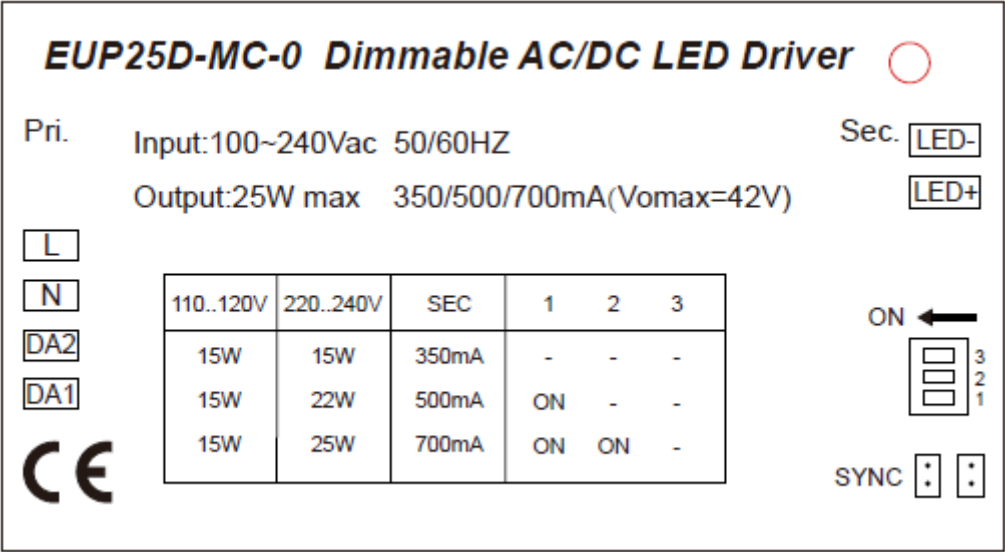 EUP25D-MC-0 Dimmable AC/DC LED Driver
Pri.
Input:100~240Vac 50/60HZ
Sec. LED-
Output:25W max 350/500/700mA(Vomax=42V)
LED+
L
N
DA2
DA1
110..120V 220..240V SEC 1 2 3
15W 15W 350mA - - -
15W 22W 500mA ON - -
15W 25W 700mA ON ON -
CE
ON
3
2
1
SYNC